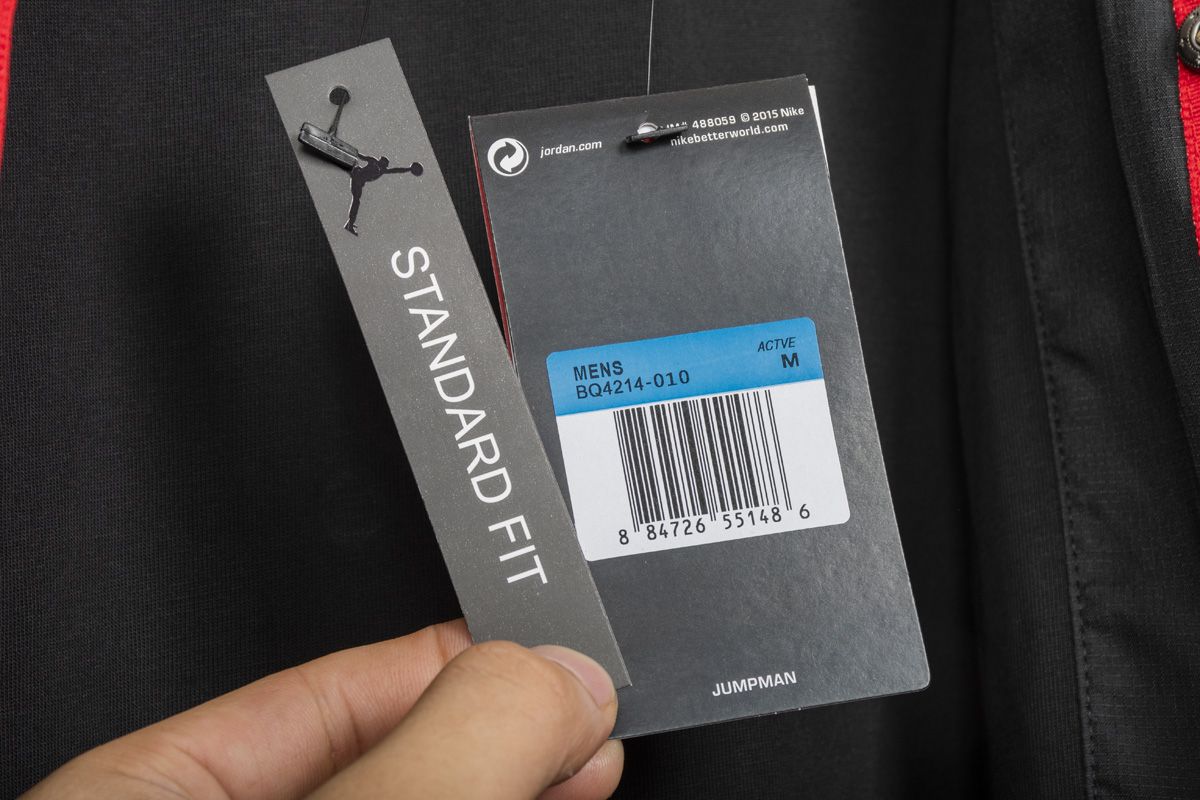 STANDARD FIT
jordan.com
488059 © 2015 Nike
nikebetterworld.com
MENS
BQ4214-010
ACTVE
M
8 84726 55148 6
JUMPMAN